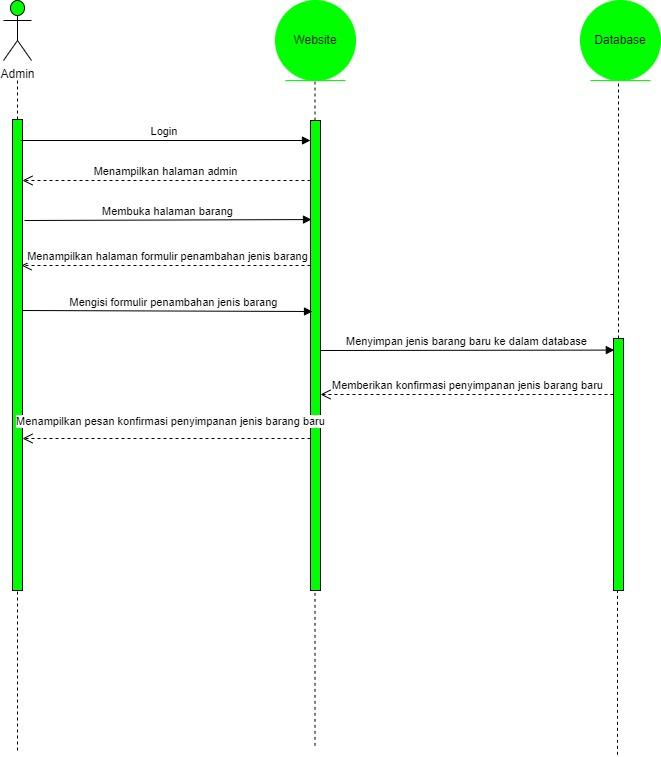 Admin
Website
Database
Login
Menampilkan halaman admin
Membuka halaman barang
Menampilkan halaman formulir penambahan jenis barang
Mengisi formulir penambahan jenis barang
Menyimpan jenis barang baru ke dalam database
Memberikan konfirmasi penyimpanan jenis barang baru
Menampilkan pesan konfirmasi penyimpanan jenis barang baru